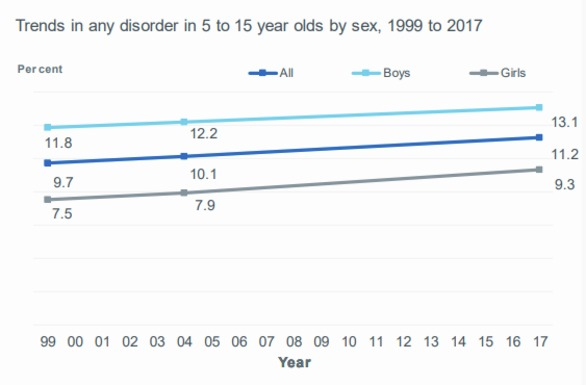 Trends in any disorder in 5 to 15 year olds by sex, 1999 to 2017
Per cent
All Boys Girls
13.1
12.2
11.8
11.2
10.1
9.7
9.3
7.9
7.5
99 00 01 02 03 04 05 06 07 08 09 10 11 12 13 14 15 16 17
Year